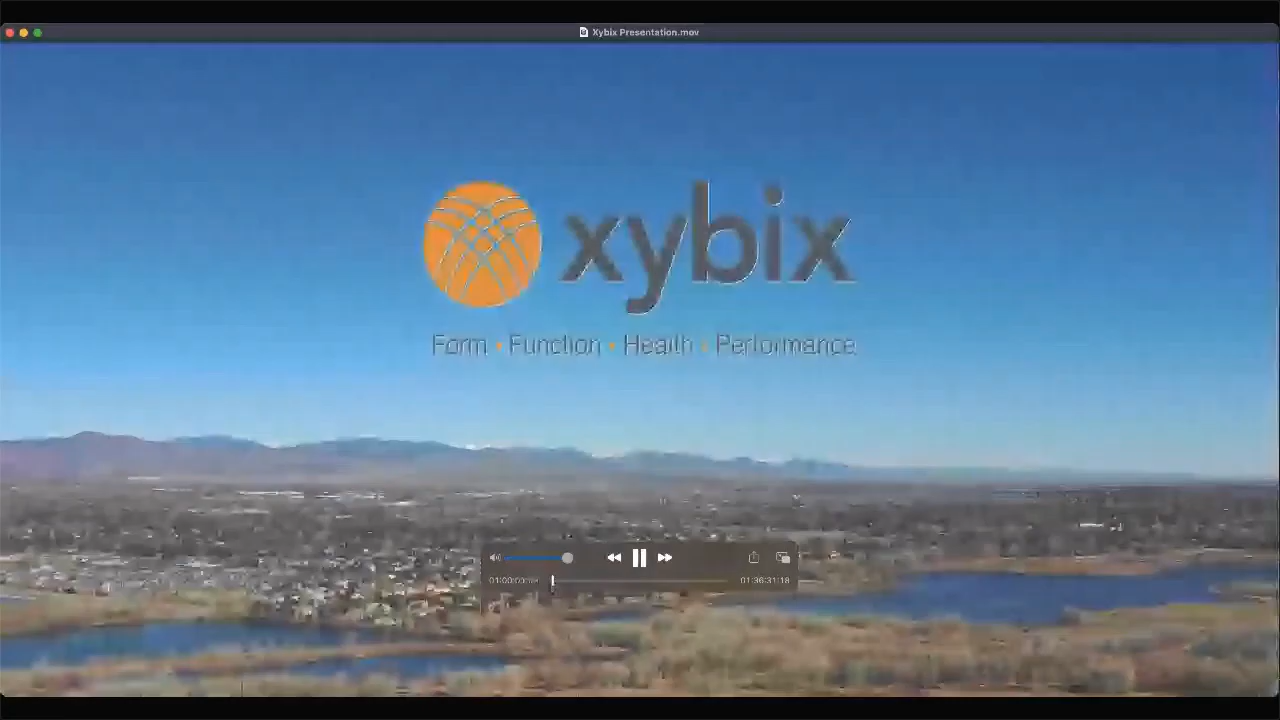 Xybix Presentation.mov
xybix
Form • Function • Health • Performance
01:36:31:18